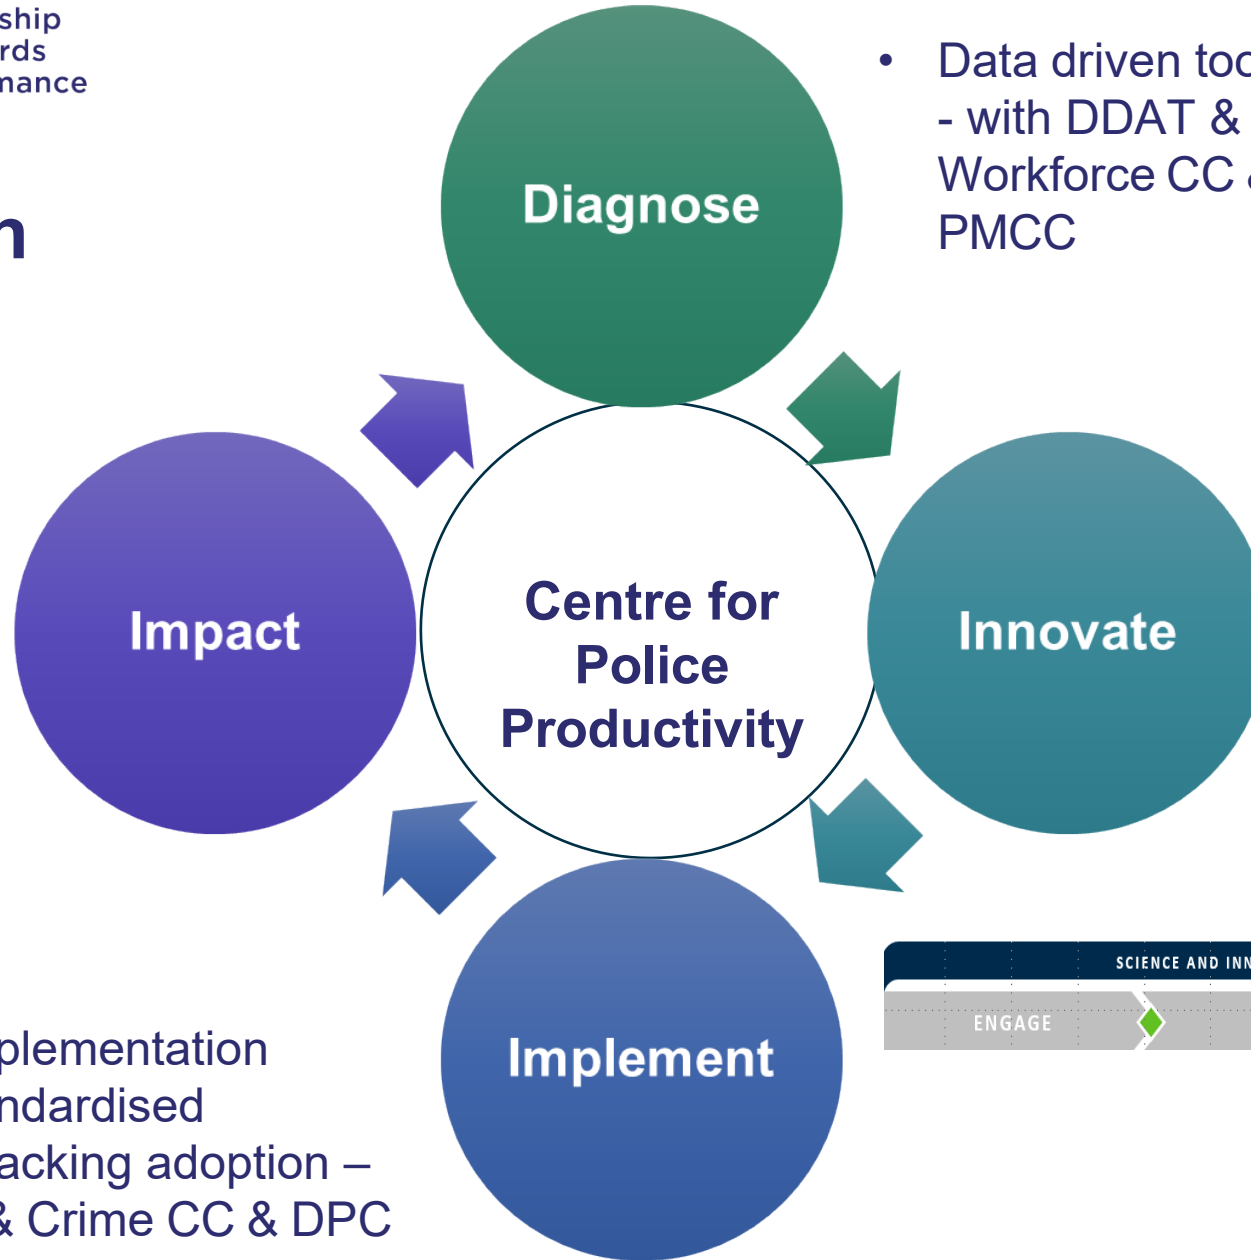 ship
rds
mance
n
Diagnose
• Data driven too
- with DDAT &
Workforce CC &
PMCC
Impact
Centre for
Police
Productivity
Innovate
SCIENCE AND INN
ENGAGE
Implement
plementation
ndardised
acking adoption –
& Crime CC & DPC